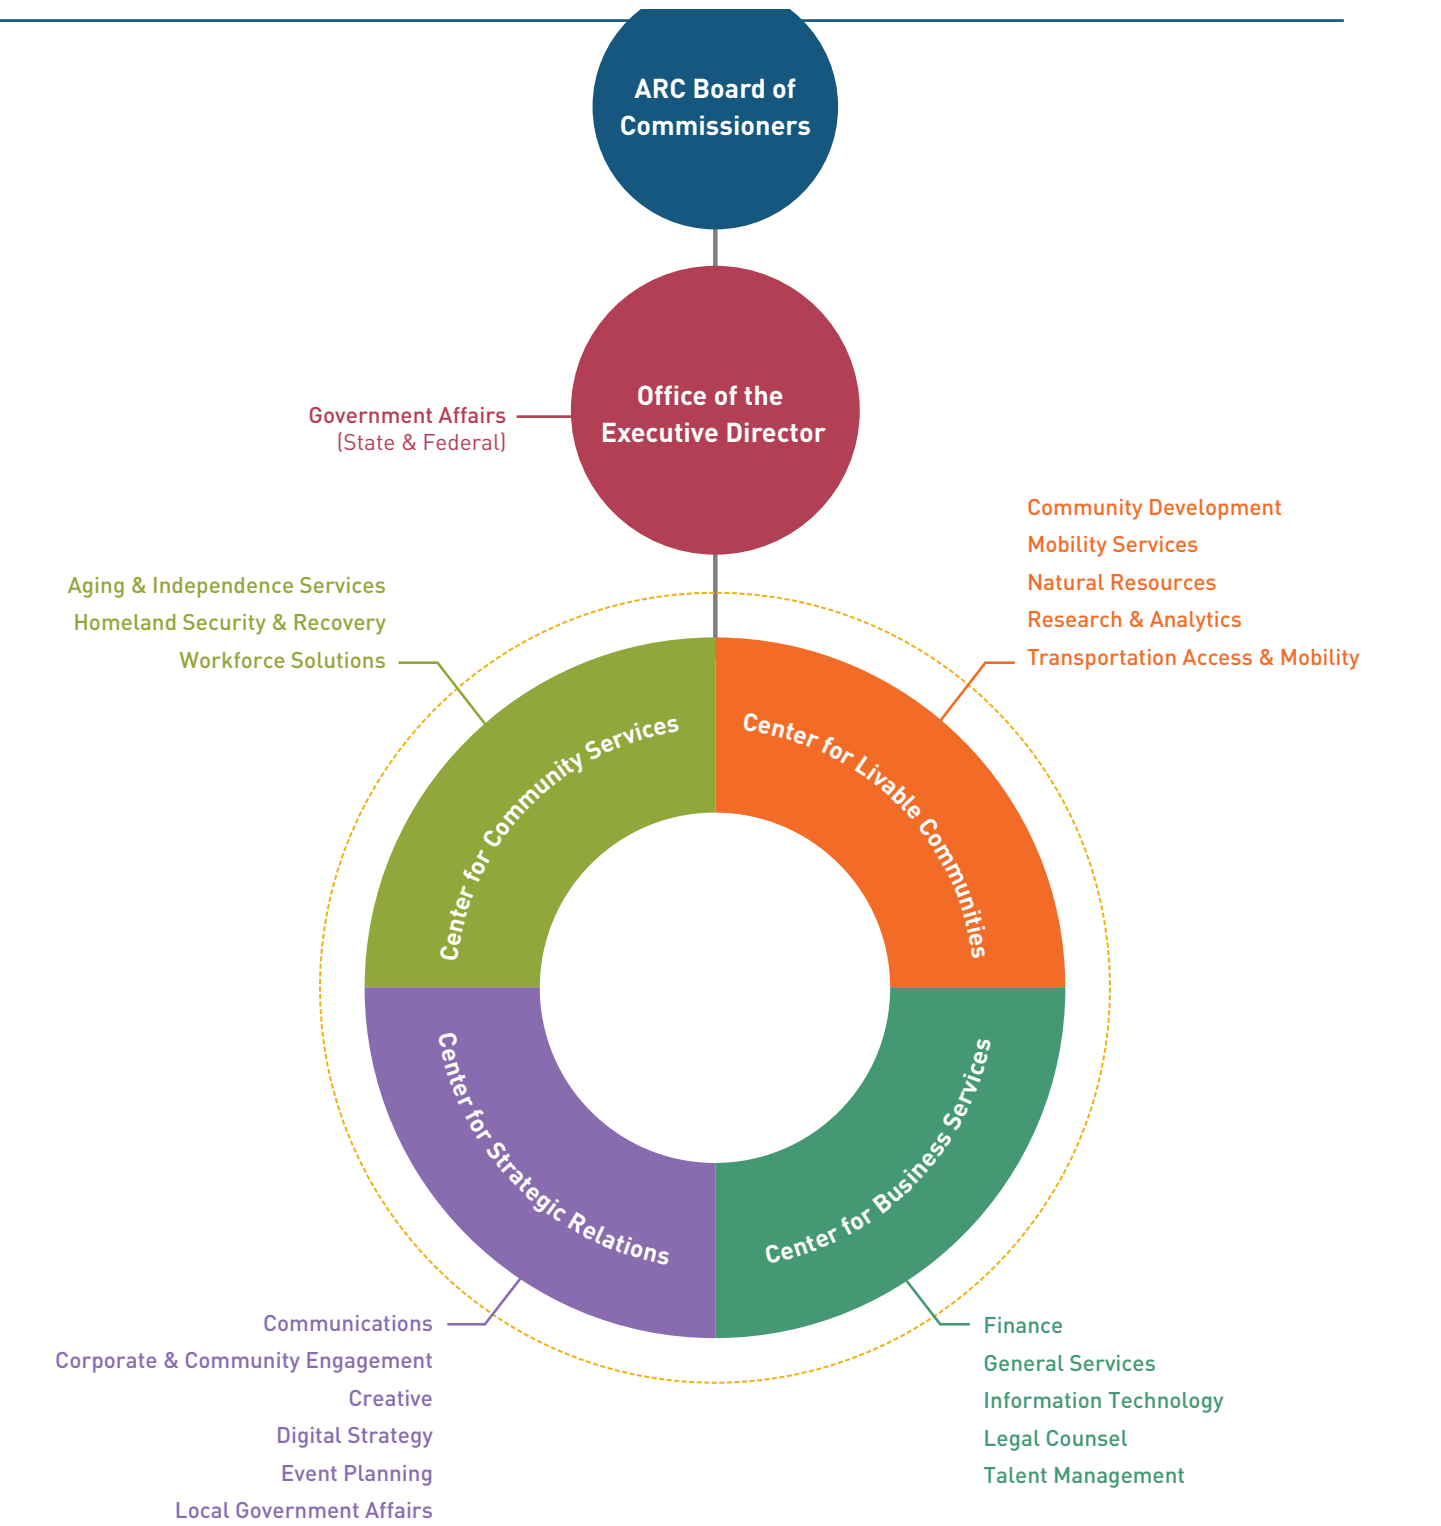 ARC Board of
Commissioners
Office of the
Executive Director
Government Affairs
(State & Federal)
Community Development
Mobility Services
Natural Resources
Research & Analytics
Transportation Access & Mobility
Aging & Independence Services
Homeland Security & Recovery
Workforce Solutions
Center for Community Services
Center for Livable Communities
Center for Strategic Relations
Center for Business Services
Communications
Corporate & Community Engagement
Creative
Digital Strategy
Event Planning
Local Government Affairs
Finance
General Services
Information Technology
Legal Counsel
Talent Management